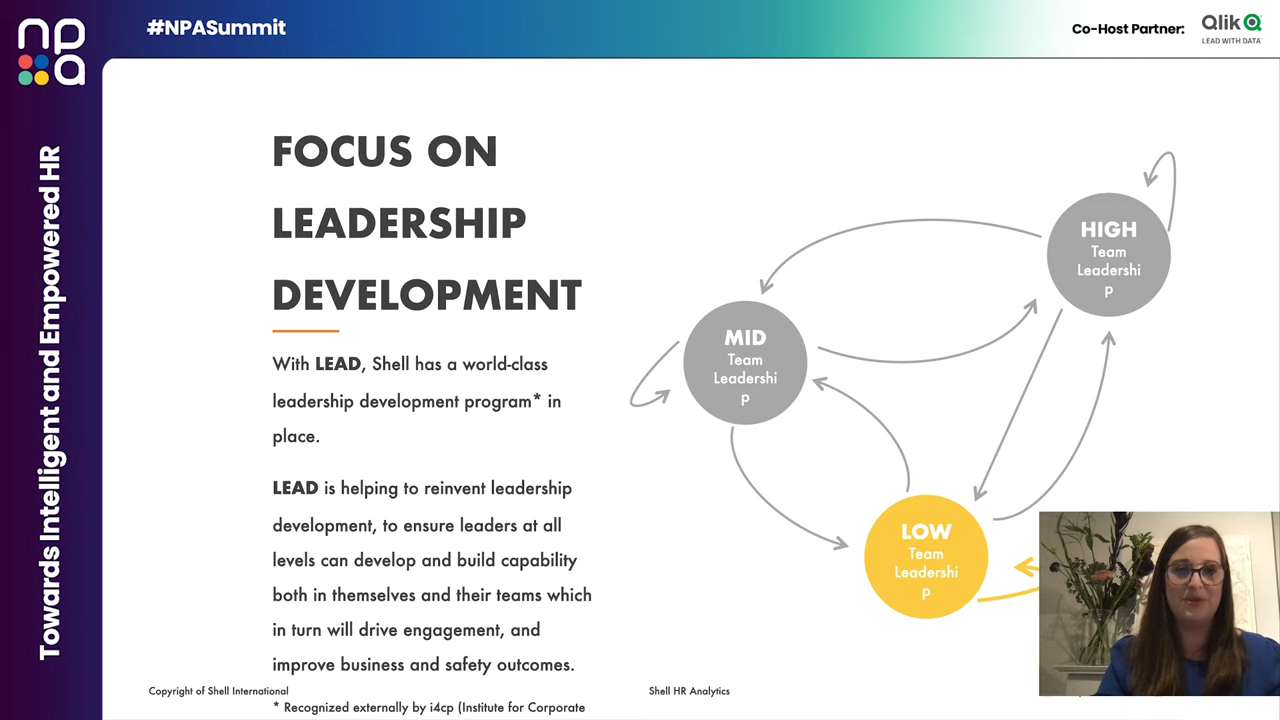 npa
#NPASummit
Co-Host Partner:
Qlik
LEAD WITH DATA
Towards Intelligent and Empowered HR
FOCUS ON
LEADERSHIP
DEVELOPMENT
With LEAD, Shell has a world-class
leadership development program* in
place.
LEAD is helping to reinvent leadership
development, to ensure leaders at all
levels can develop and build capability
both in themselves and their teams which
in turn will drive engagement, and
improve business and safety outcomes.
HIGH
Team
Leadershi
p
MID
Team
Leadershi
p
LOW
Team
Leadershi
p
Copyright of Shell International
Shell HR Analytics
* Recognized externally by i4cp (Institute for Corporate